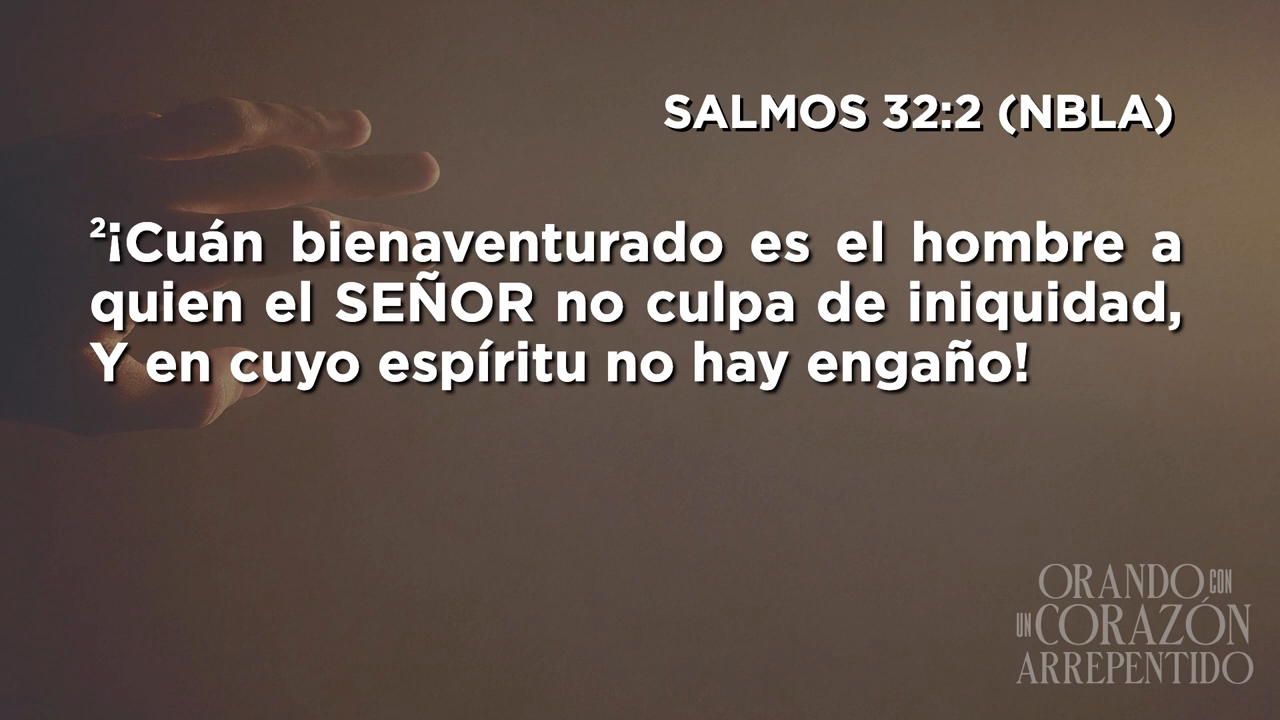 SALMOS 32:2 (NBLA)
²¡Cuán bienaventurado es el hombre a
quien el SEÑOR no culpa de iniquidad,
Y en cuyo espíritu no hay engaño!
ORANDO CON
UN CORAZÓN
ARREPENTIDO